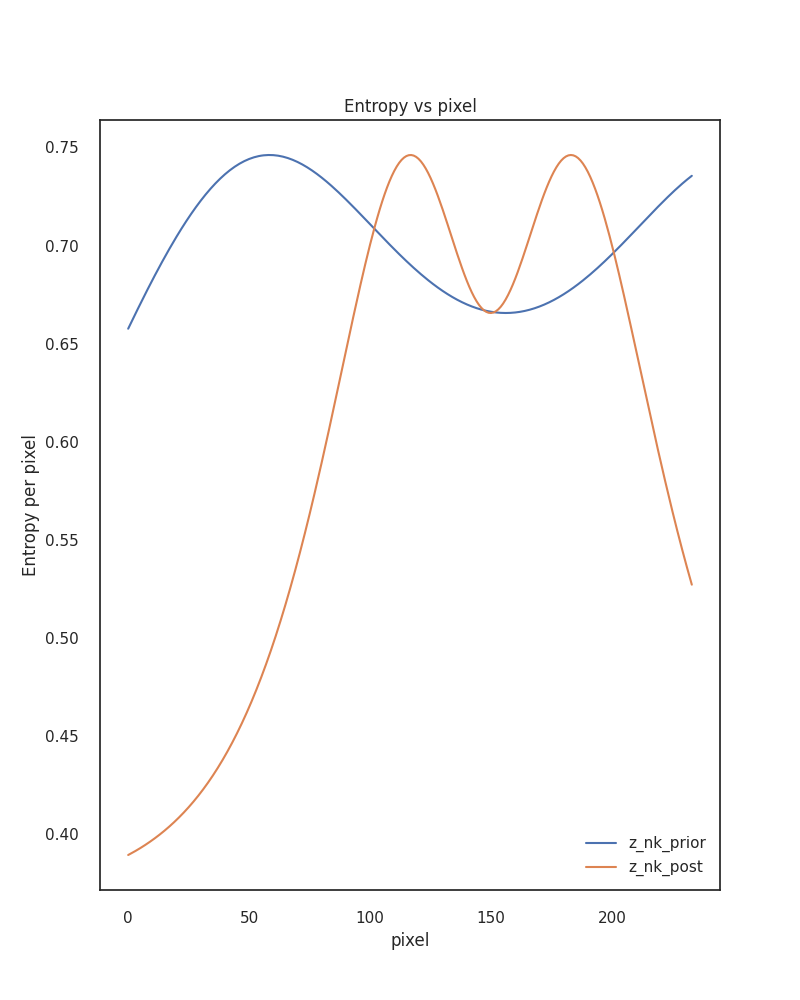 Entropy vs pixel
Entropy per pixel
0.75
0.70
0.65
0.60
0.55
0.50
0.45
0.40
z_nk_prior
z_nk_post
0 50 100 150 200
pixel